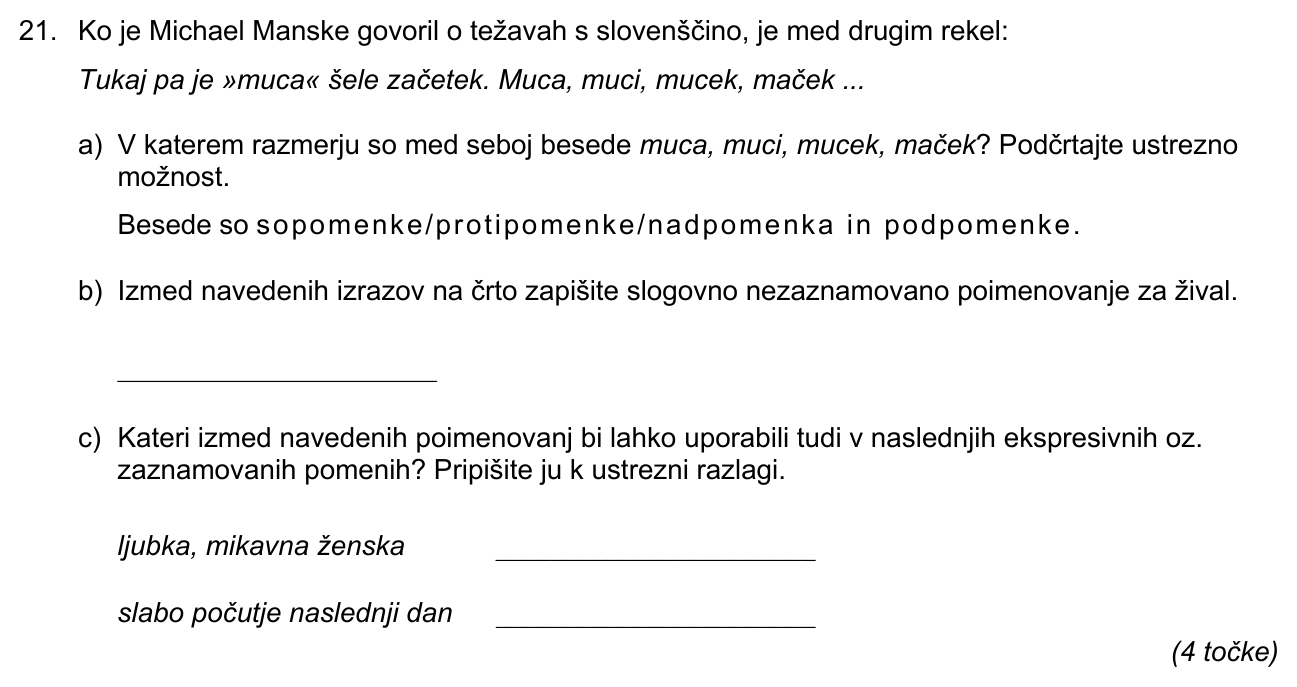 21. Ko je Michael Manske govoril o težavah s slovenščino, je med drugim rekel:
Tukaj pa je »muca« šele začetek. Muca, muci, mucek, maček ...
a) V katerem razmerju so med seboj besede muca, muci, mucek, maček? Podčrtajte ustrezno
možnost.
Besede so sopomenke/protipomenke/nadpomenka in podpomenke.
b) Izmed navedenih izrazov na črto zapišite slogovno nezaznamovano poimenovanje za žival.
c) Kateri izmed navedenih poimenovanj bi lahko uporabili tudi v naslednjih ekspresivnih oz.
zaznamovanih pomenih? Pripišite ju k ustrezni razlagi.
ljubka, mikavna ženska
slabo počutje naslednji dan
(4 točke)